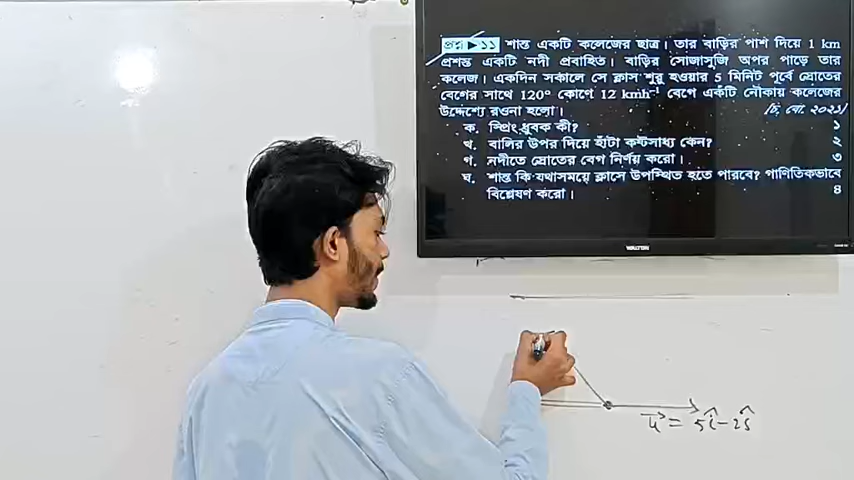 প্রশ্ন ▶ ১১ শান্ত একটি কলেজের ছাত্র। তার বাড়ির পাশ দিয়ে 1 km
প্রশস্ত একটি নদী প্রবাহিত। বাড়ির সোজাসুজি অপর পাড়ে তার
কলেজ। একদিন সকালে সে ক্লাস শুরু হওয়ার 5 মিনিট পূর্বে স্রোতের
বেগের সাথে 120° কোণে 12 kmh⁻¹ বেগে একটি নৌকায় কলেজের
উদ্দেশ্যে রওনা হলো।
[চ. বো. ২০২১]
ক. স্প্রিং ধ্রুবক কী? ১
খ. বালির উপর দিয়ে হাঁটা কষ্টসাধ্য কেন? ২
গ. নদীতে স্রোতের বেগ নির্ণয় করো। ৩
ঘ. শান্ত কি যথাসময়ে ক্লাসে উপস্থিত হতে পারবে? গাণিতিকভাবে
বিশ্লেষণ করো। ৪
WALTON
u⃗ = 5î - 2ĵ